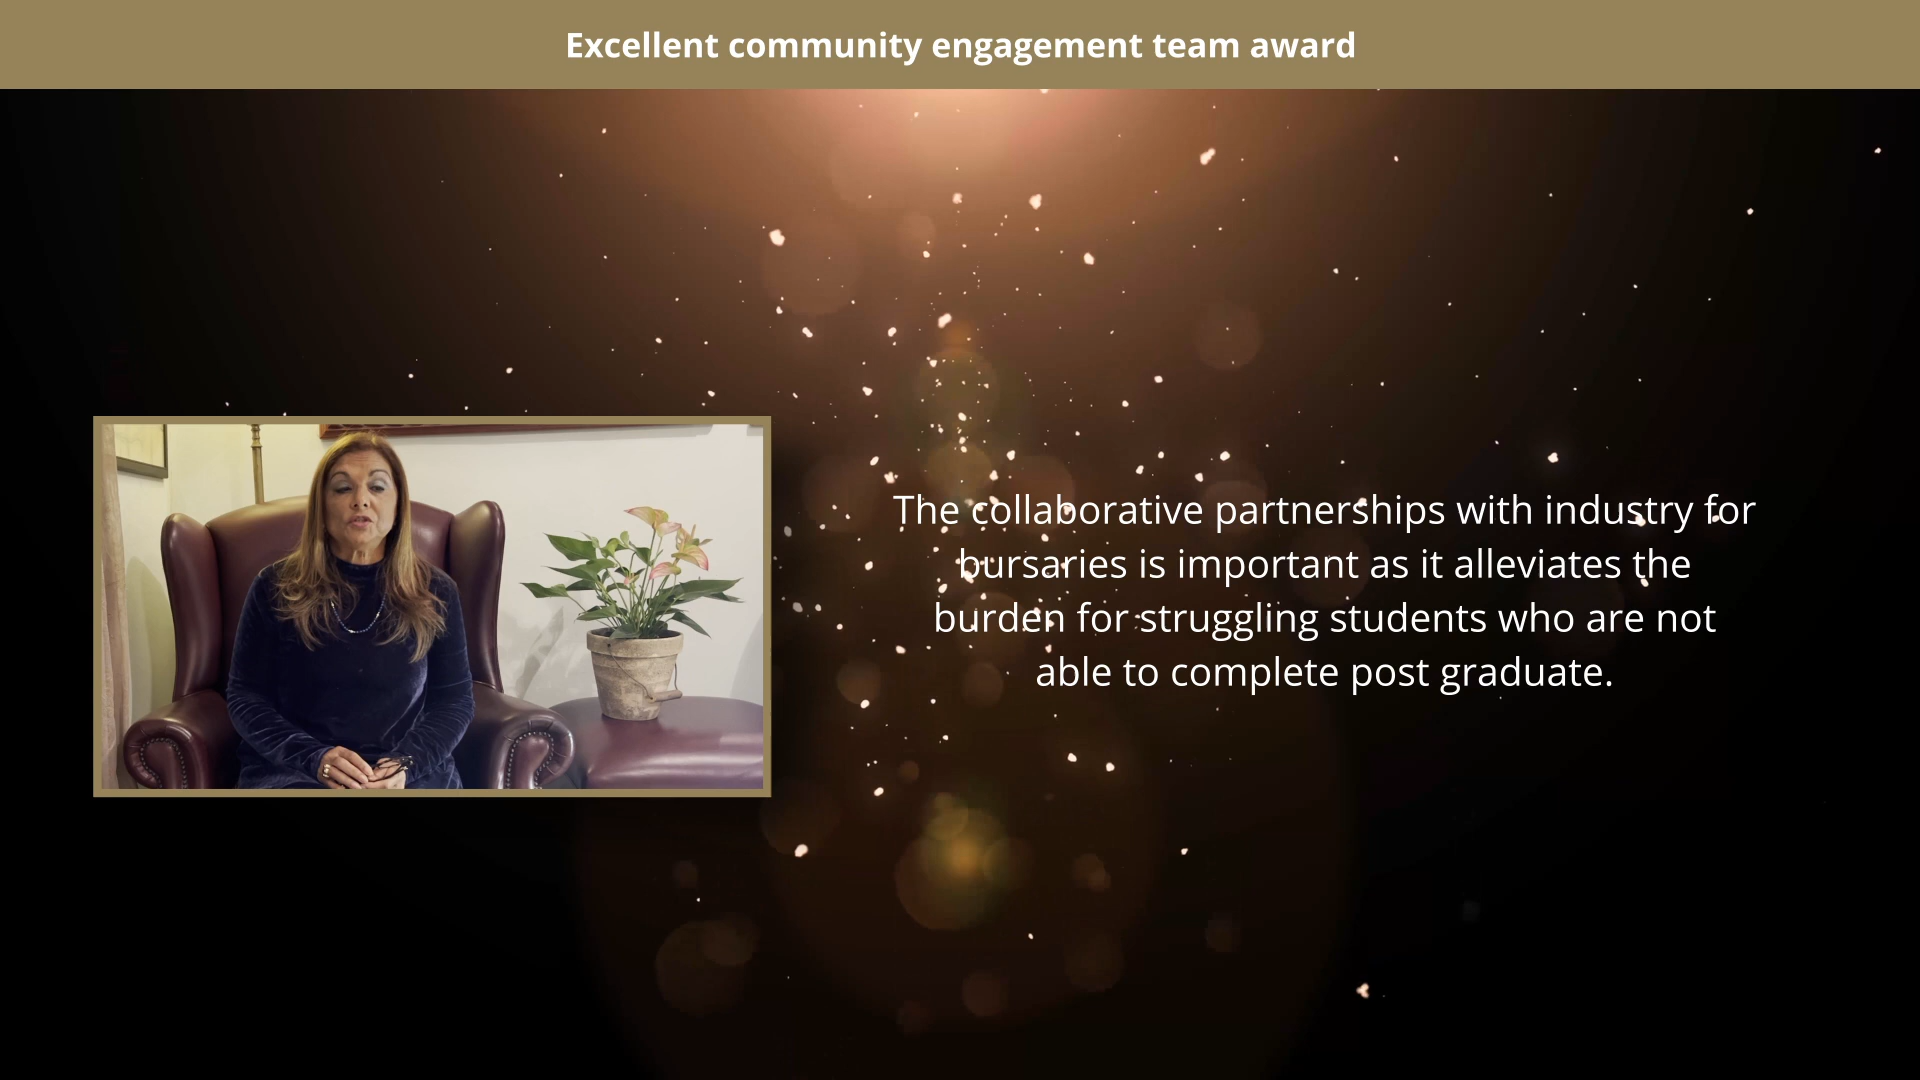 Excellent community engagement team award
The collaborative partnerships with industry for
bursaries is important as it alleviates the
burden for struggling students who are not
able to complete post graduate.